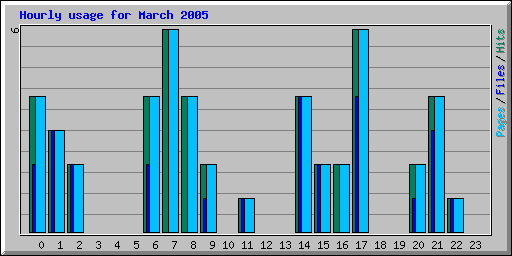 Hourly usage for March 2005
6
Pages / Files / Hits
0 1 2 3 4 5 6 7 8 9 10 11 12 13 14 15 16 17 18 19 20 21 22 23